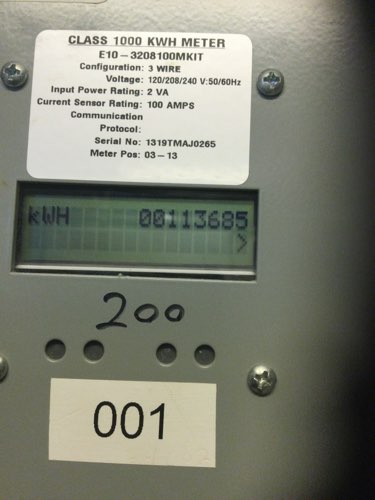 CLASS 1000 KWH METER
E10-3208100MKIT
Configuration: 3 WIRE
Voltage: 120/208/240 V:50/60Hz
Input Power Rating: 2 VA
Current Sensor Rating: 100 AMPS
Communication
Protocol:
Serial No: 1319TMAJ0265
Meter Pos: 03-13
kWH 00113685
>
200
001